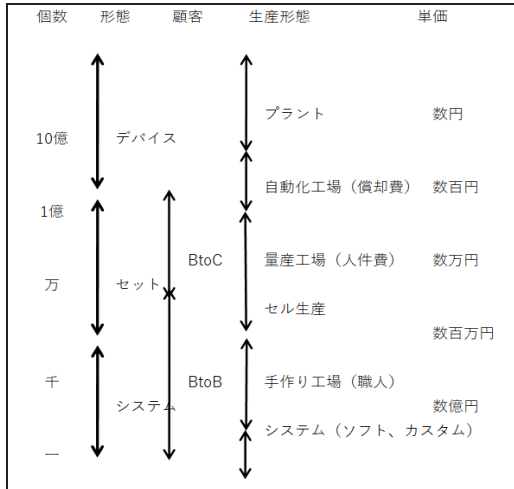 個数 形態 顧客 生産形態 単価
プラント 数円
10億 デバイス
自動化工場（償却費） 数百円
1億
BtoC 量産工場（人件費） 数万円
万 セット
セル生産
数百万円
千 BtoB 手作り工場（職人）
システム 数億円
システム（ソフト、カスタム）
一